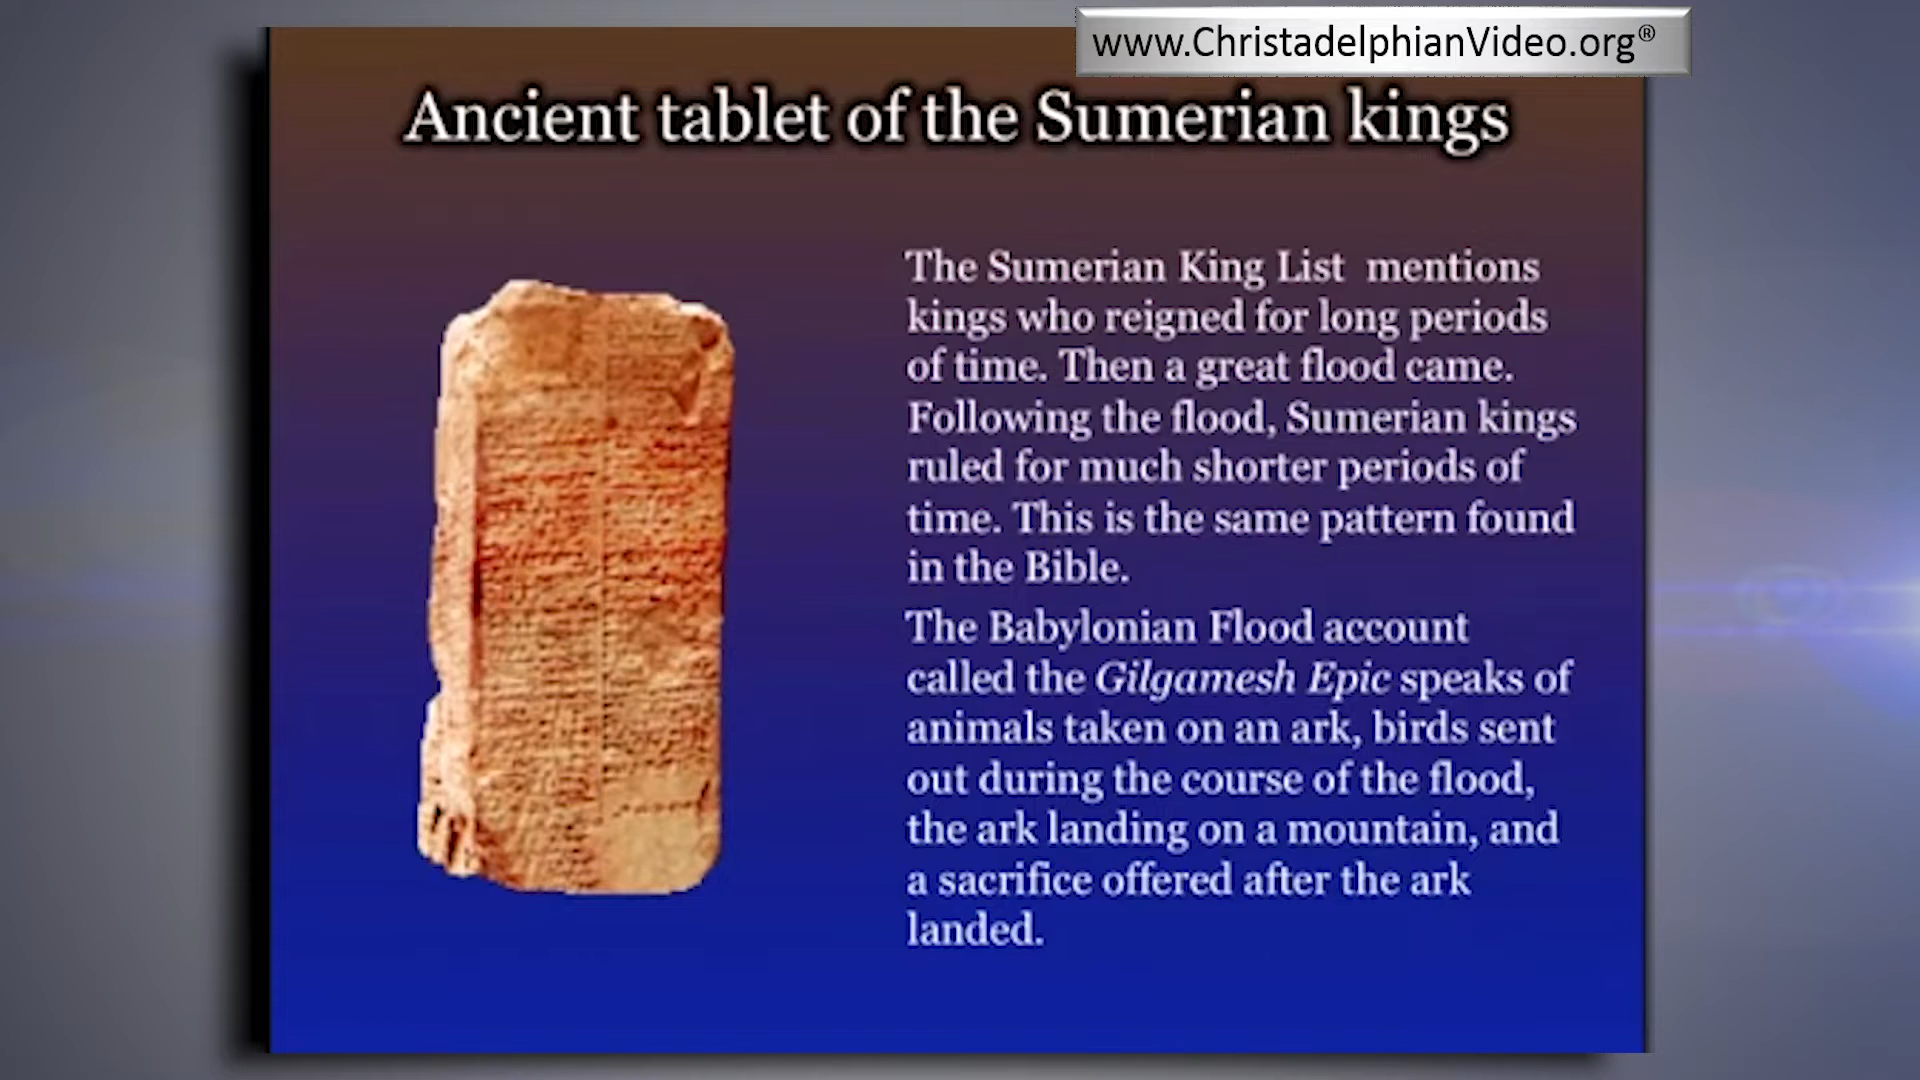 www.ChristadelphianVideo.org®
Ancient tablet of the Sumerian kings
The Sumerian King List mentions
kings who reigned for long periods
of time. Then a great flood came.
Following the flood, Sumerian kings
ruled for much shorter periods of
time. This is the same pattern found
in the Bible.
The Babylonian Flood account
called the Gilgamesh Epic speaks of
animals taken on an ark, birds sent
out during the course of the flood,
the ark landing on a mountain, and
a sacrifice offered after the ark
landed.